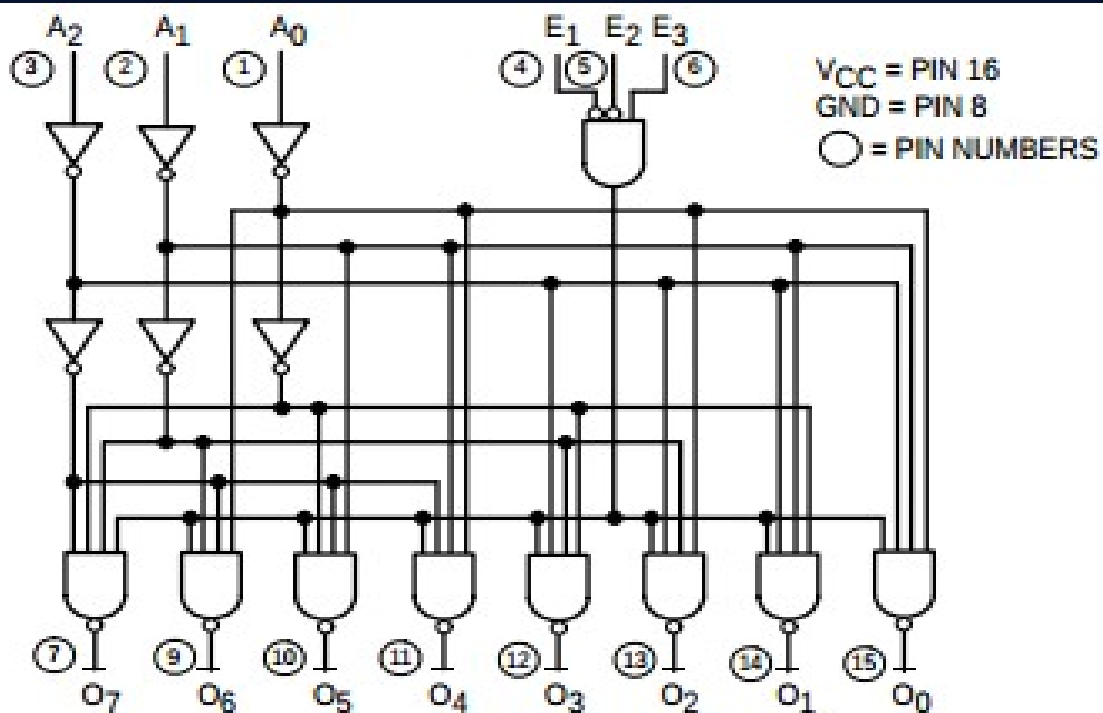 A2 A1 A0 E1 E2 E3
3 2 1 4 5 6
VCC = PIN 16
GND = PIN 8
= PIN NUMBERS
7 9 10 11 12 13 14 15
O7 O6 O5 O4 O3 O2 O1 O0